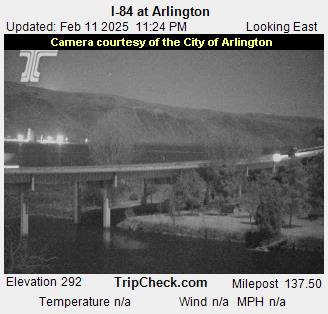 I-84 at Arlington
Updated: Feb 11 2025 11:24 PM Looking East
Camera courtesy of the City of Arlington
Elevation 292 TripCheck.com Milepost 137.50
Temperature n/a Wind n/a MPH n/a